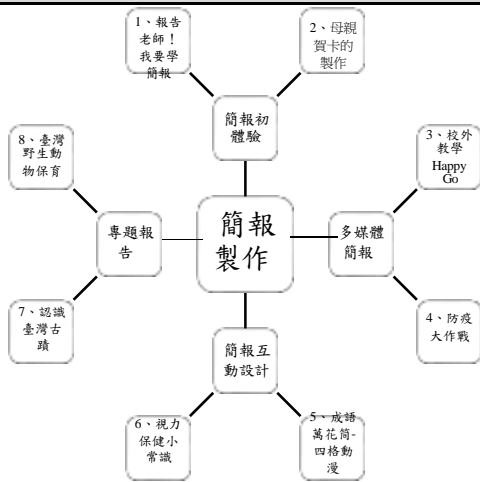 1、報告
老師！
我要學
簡報
2、母親
賀卡的
製作
簡報初
體驗
8、臺灣
野生動
物保育
3、校外
教學
Happy
Go
專題報
告
簡報
製作
多媒體
簡報
7、認識
臺灣古
蹟
4、防疫
大作戰
簡報互
動設計
6、視力
保健小
常識
5、成語
萬花筒-
四格動
漫